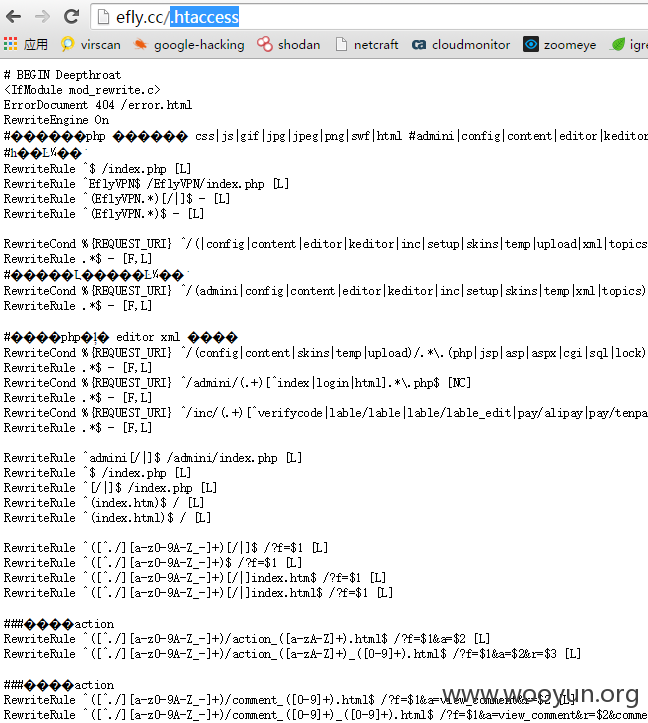 efly.cc/.htaccess
应用 virscan google-hacking shodan netcraft cloudmonitor zoomeye
# BEGIN Deepthroat
<IfModule mod_rewrite.c>
ErrorDocument 404 /error.html
RewriteEngine On
#������php ������ css|js|gif|jpg|jpeg|png|swf|html #admini|config|content|editor|keditor
RewriteRule ^$ /index.php [L]
RewriteRule ^EflyVPN$ /EflyVPN/index.php [L]
RewriteRule ^(EflyVPN.*)[/|]$ - [L]
RewriteRule ^(EflyVPN.*)$ - [L]
RewriteCond %{REQUEST_URI} ^/(|config|content|editor|keditor|inc|setup|skins|temp|upload|xml|topics
RewriteRule .*$ - [F,L]
RewriteCond %{REQUEST_URI} ^/(admini|config|content|editor|keditor|inc|setup|skins|temp|xml|topics)
RewriteRule .*$ - [F,L]
#����php�ļ� editor xml ����
RewriteCond %{REQUEST_URI} ^/(config|content|skins|temp|upload)/.*\.(php|jsp|asp|aspx|cgi|sql|lock)
RewriteRule .*$ - [F,L]
RewriteCond %{REQUEST_URI} ^/admini/(.+)[^index|login|html].*\.php$ [NC]
RewriteRule .*$ - [F,L]
RewriteCond %{REQUEST_URI} ^/inc/(.+)[^verifycode|lable/lable|lable/lable_edit|pay/alipay|pay/tenpa
RewriteRule .*$ - [F,L]
RewriteRule ^admini[/|]$ /admini/index.php [L]
RewriteRule ^$ /index.php [L]
RewriteRule ^[/|]$ /index.php [L]
RewriteRule ^(index.htm)$ / [L]
RewriteRule ^(index.html)$ / [L]
RewriteRule ^([^./][a-z0-9A-Z_-]+)[/|]$ /?f=$1 [L]
RewriteRule ^([^./][a-z0-9A-Z_-]+)$ /?f=$1 [L]
RewriteRule ^([^./][a-z0-9A-Z_-]+)[/|]index.htm$ /?f=$1 [L]
RewriteRule ^([^./][a-z0-9A-Z_-]+)[/|]index.html$ /?f=$1 [L]
###����action
RewriteRule ^([^./][a-z0-9A-Z_-]+)/action_([a-zA-Z]+).html$ /?f=$1&a=$2 [L]
RewriteRule ^([^./][a-z0-9A-Z_-]+)/action_([a-zA-Z]+)_([0-9]+).html$ /?f=$1&a=$2&r=$3 [L]
###����action
RewriteRule ^([^./][a-z0-9A-Z_-]+)/comment_([0-9]+).html$ /?f=$1&a=view_comment&r=$2 [L]
RewriteRule ^([^./][a-z0-9A-Z_-]+)/comment_([0-9]+)_([0-9]+).html$ /?f=$1&a=view_comment&r=$2&comme
www.wooyun.org